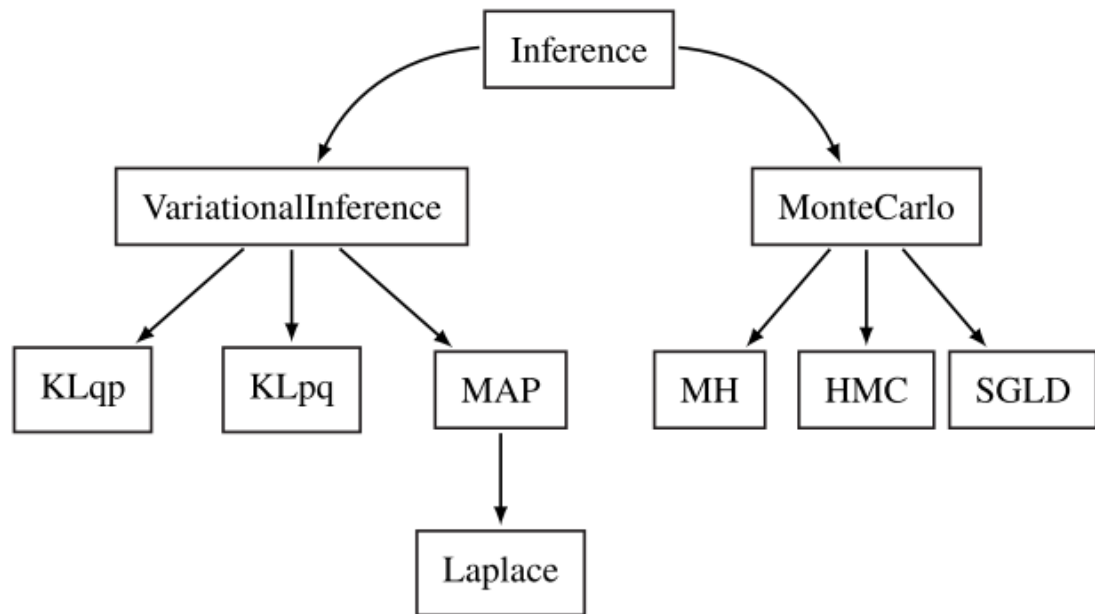 Inference
VariationalInference
MonteCarlo
KLqp
KLpq
MAP
MH
HMC
SGLD
Laplace